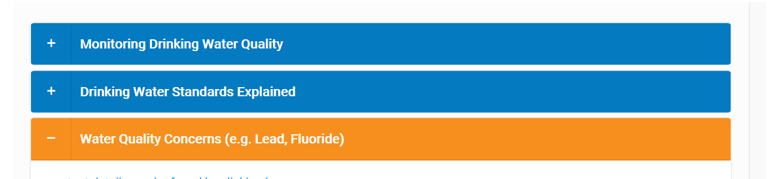 + Monitoring Drinking Water Quality
+ Drinking Water Standards Explained
− Water Quality Concerns (e.g. Lead, Fluoride)